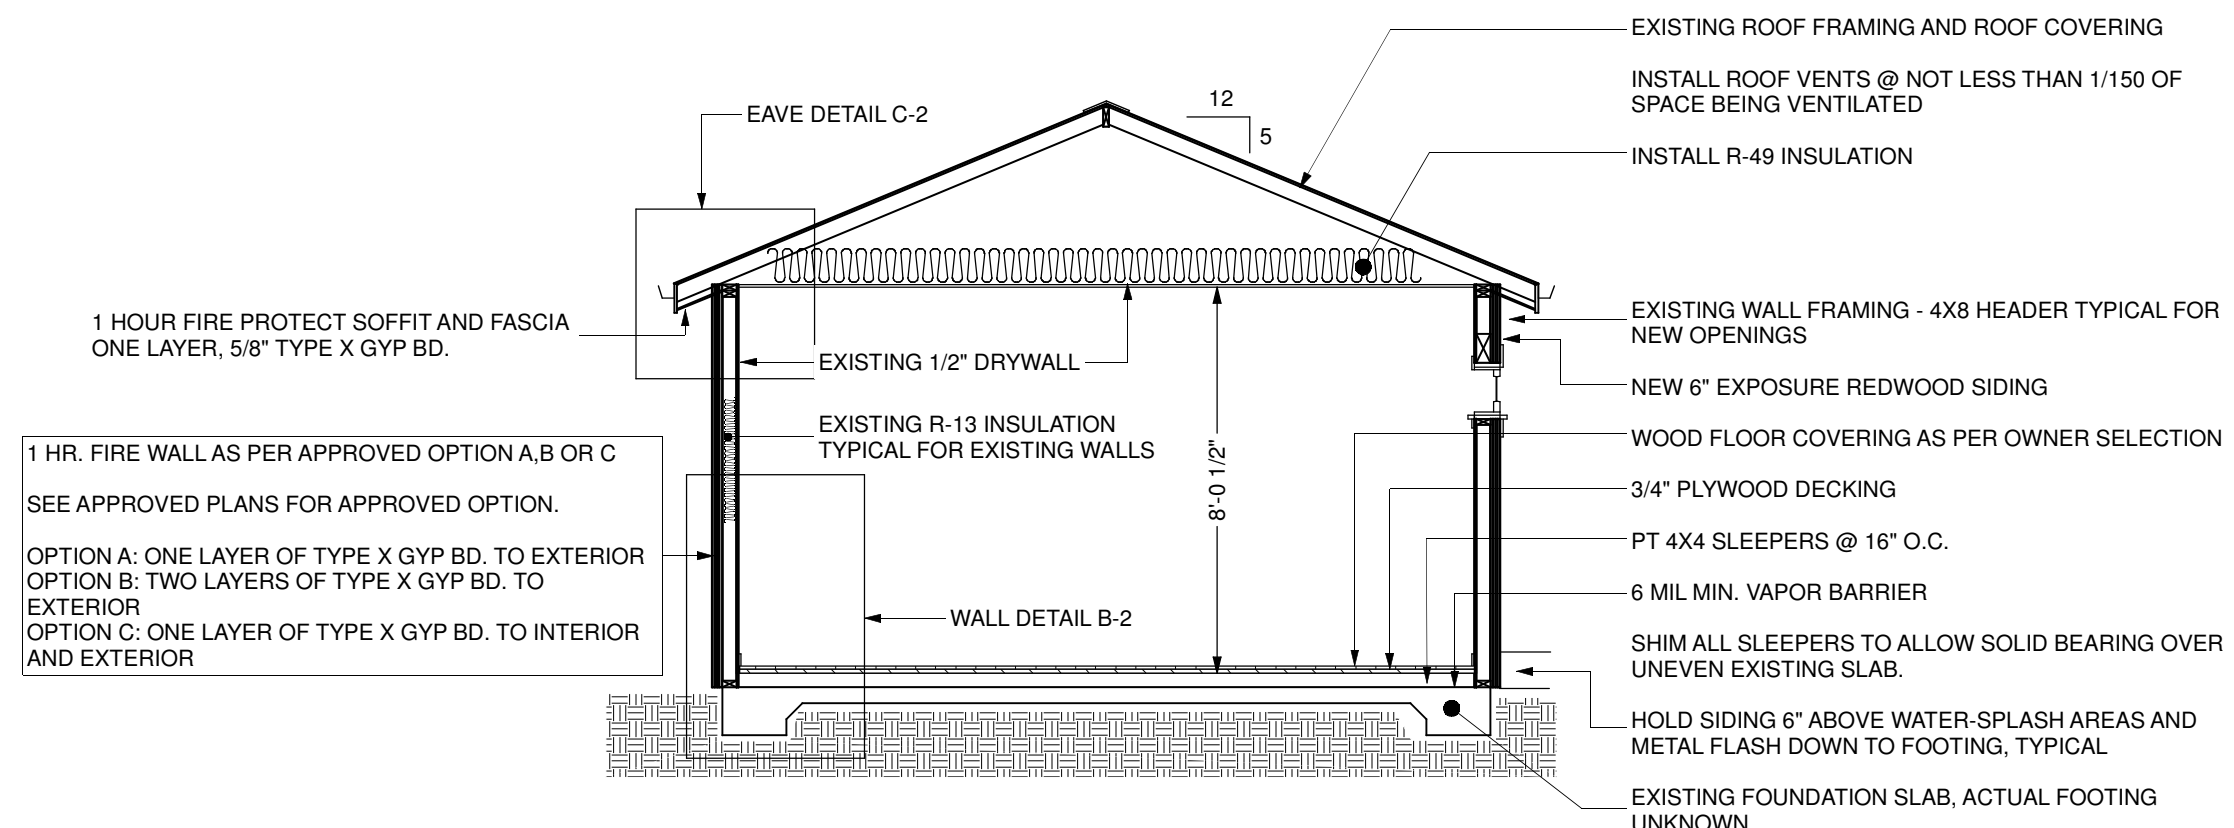 EAVE DETAIL C-2
12
5
EXISTING ROOF FRAMING AND ROOF COVERING
INSTALL ROOF VENTS @ NOT LESS THAN 1/150 OF
SPACE BEING VENTILATED
INSTALL R-49 INSULATION
1 HOUR FIRE PROTECT SOFFIT AND FASCIA
ONE LAYER, 5/8" TYPE X GYP BD.
EXISTING 1/2" DRYWALL
EXISTING R-13 INSULATION
TYPICAL FOR EXISTING WALLS
8'-0 1/2"
EXISTING WALL FRAMING - 4X8 HEADER TYPICAL FOR
NEW OPENINGS
NEW 6" EXPOSURE REDWOOD SIDING
WOOD FLOOR COVERING AS PER OWNER SELECTION
3/4" PLYWOOD DECKING
PT 4X4 SLEEPERS @ 16" O.C.
6 MIL MIN. VAPOR BARRIER
SHIM ALL SLEEPERS TO ALLOW SOLID BEARING OVER
UNEVEN EXISTING SLAB.
HOLD SIDING 6" ABOVE WATER-SPLASH AREAS AND
METAL FLASH DOWN TO FOOTING, TYPICAL
EXISTING FOUNDATION SLAB, ACTUAL FOOTING
UNKNOWN
1 HR. FIRE WALL AS PER APPROVED OPTION A,B OR C
SEE APPROVED PLANS FOR APPROVED OPTION.
OPTION A: ONE LAYER OF TYPE X GYP BD. TO EXTERIOR
OPTION B: TWO LAYERS OF TYPE X GYP BD. TO
EXTERIOR
OPTION C: ONE LAYER OF TYPE X GYP BD. TO INTERIOR
AND EXTERIOR
WALL DETAIL B-2